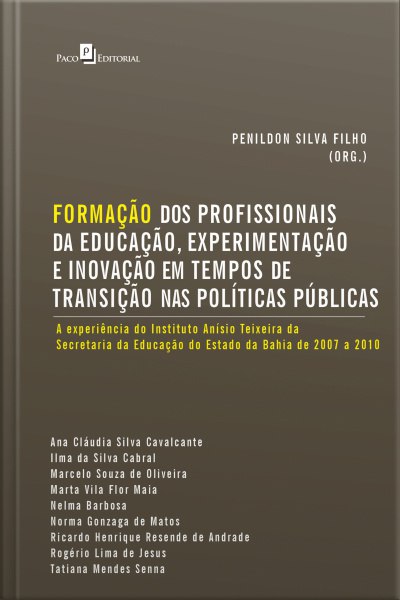 PACO P EDITORIAL
PENILDON SILVA FILHO
(ORG.)
FORMAÇÃO DOS PROFISSIONAIS
DA EDUCAÇÃO, EXPERIMENTAÇÃO
E INOVAÇÃO EM TEMPOS DE
TRANSIÇÃO NAS POLÍTICAS PÚBLICAS
A experiência do Instituto Anísio Teixeira da
Secretaria da Educação do Estado da Bahia de 2007 a 2010
Ana Cláudia Silva Cavalcante
Ilma da Silva Cabral
Marcelo Souza de Oliveira
Marta Vila Flor Maia
Nelma Barbosa
Norma Gonzaga de Matos
Ricardo Henrique Resende de Andrade
Rogério Lima de Jesus
Tatiana Mendes Senna